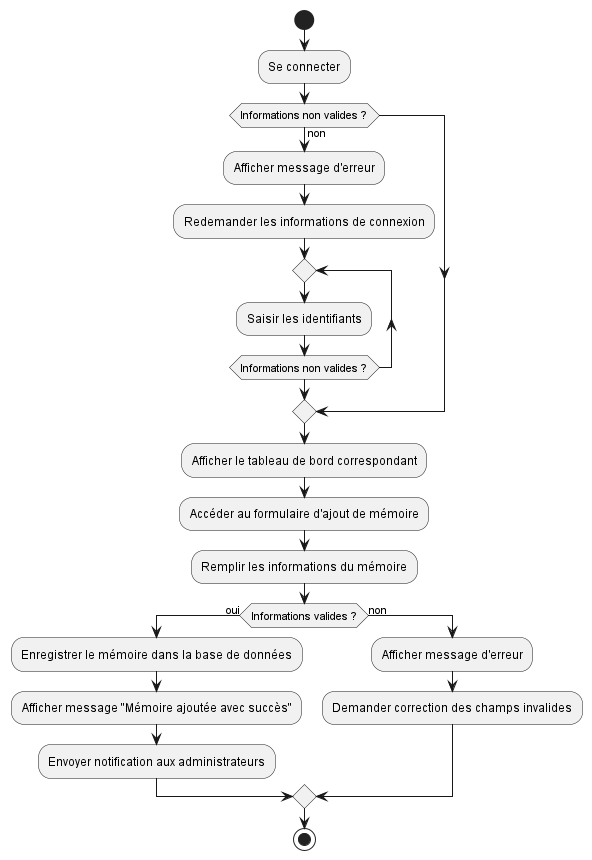 Se connecter
Informations non valides ?
non
Afficher message d'erreur
Redemander les informations de connexion
Saisir les identifiants
Informations non valides ?
Afficher le tableau de bord correspondant
Accéder au formulaire d'ajout de mémoire
Remplir les informations du mémoire
oui
Informations valides ?
non
Enregistrer le mémoire dans la base de données
Afficher message d'erreur
Afficher message "Mémoire ajoutée avec succès"
Demander correction des champs invalides
Envoyer notification aux administrateurs